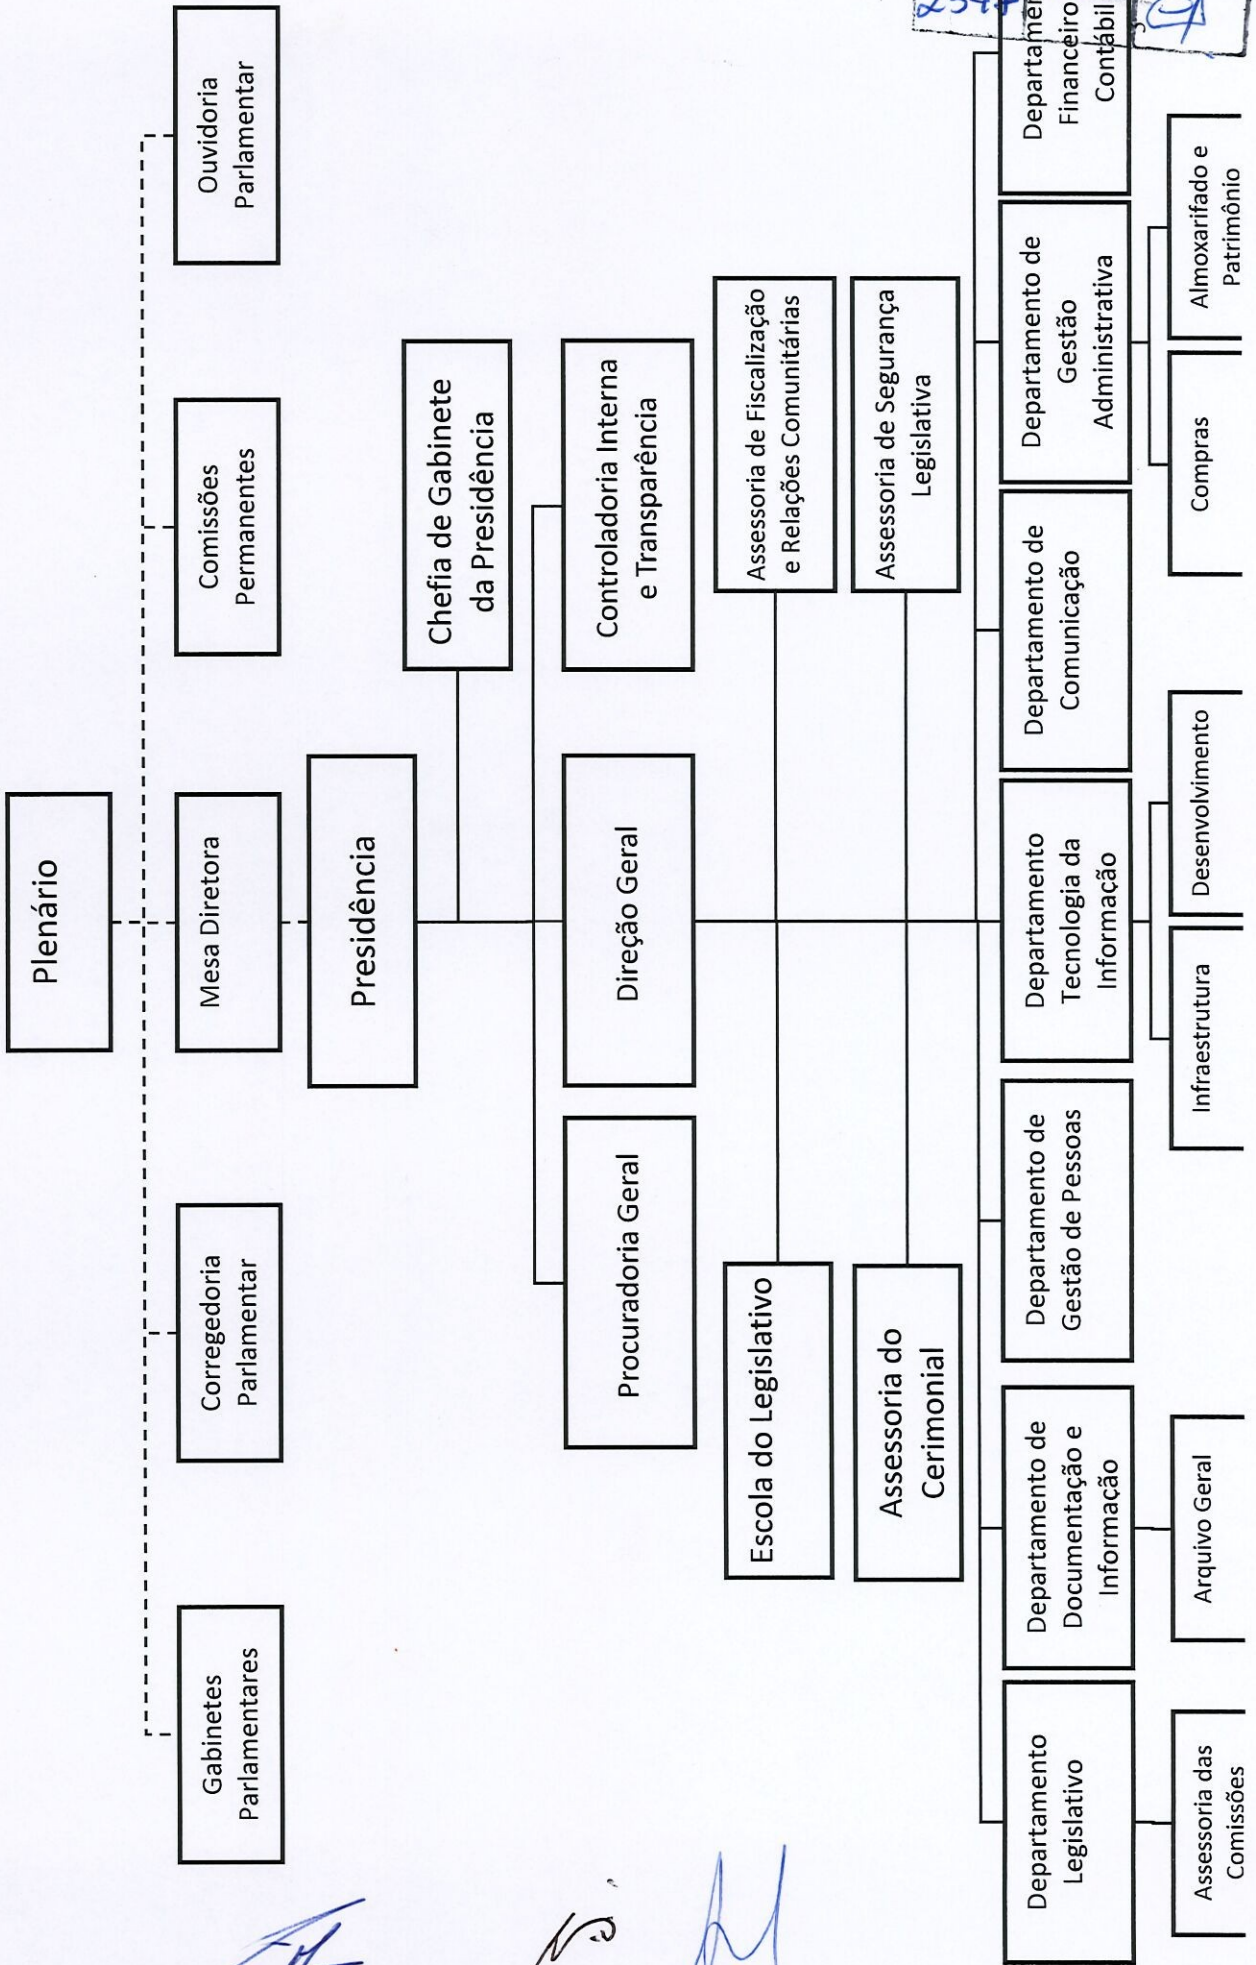 Plenário
Gabinetes
Parlamentares
Corregedoria
Parlamentar
Mesa Diretora
Comissões
Permanentes
Ouvidoria
Parlamentar
Presidência
Chefia de Gabinete
da Presidência
Procuradoria Geral
Direção Geral
Controladoria Interna
e Transparência
Escola do Legislativo
Assessoria de Fiscalização
e Relações Comunitárias
Assessoria do
Cerimonial
Assessoria de Segurança
Legislativa
Departamento
Legislativo
Departamento de
Documentação e
Informação
Departamento de
Gestão de Pessoas
Departamento
Tecnologia da
Informação
Departamento de
Comunicação
Departamento de
Gestão
Administrativa
Financeiro
Contábil
Assessoria das
Comissões
Arquivo Geral
Infraestrutura
Desenvolvimento
Compras
Almoxarifado e
Patrimônio